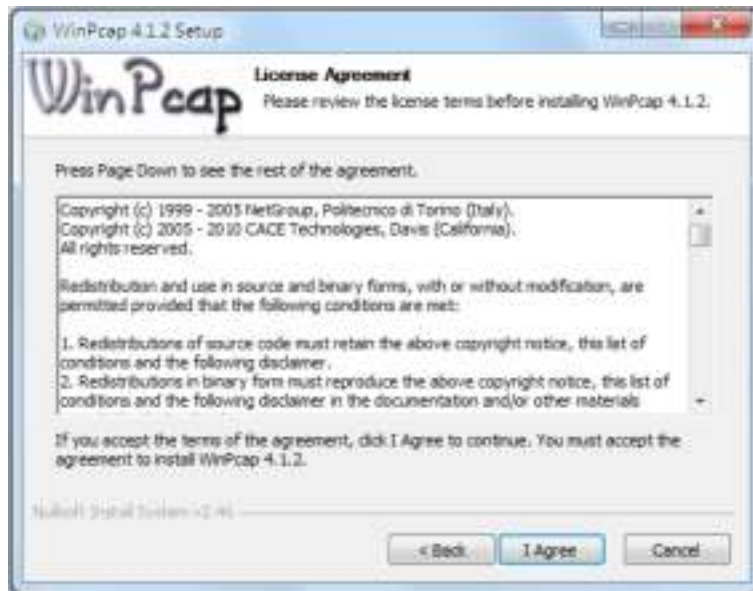 WinPcap 4.1.2 Setup
WinPcap
License Agreement
Please review the license terms before installing WinPcap 4.1.2.
Press Page Down to see the rest of the agreement.
Copyright (c) 1999 - 2005 NetGroup, Politecnico di Torino (Italy).
Copyright (c) 2005 - 2010 CACE Technologies, Davis (California).
All rights reserved.
Redistribution and use in source and binary forms, with or without modification, are
permitted provided that the following conditions are met:
1. Redistributions of source code must retain the above copyright notice, this list of
conditions and the following disclaimer.
2. Redistributions in binary form must reproduce the above copyright notice, this list of
conditions and the following disclaimer in the documentation and/or other materials
If you accept the terms of the agreement, click I Agree to continue. You must accept the
agreement to install WinPcap 4.1.2.
Nullsoft Install System v2.46
< Back
I Agree
Cancel